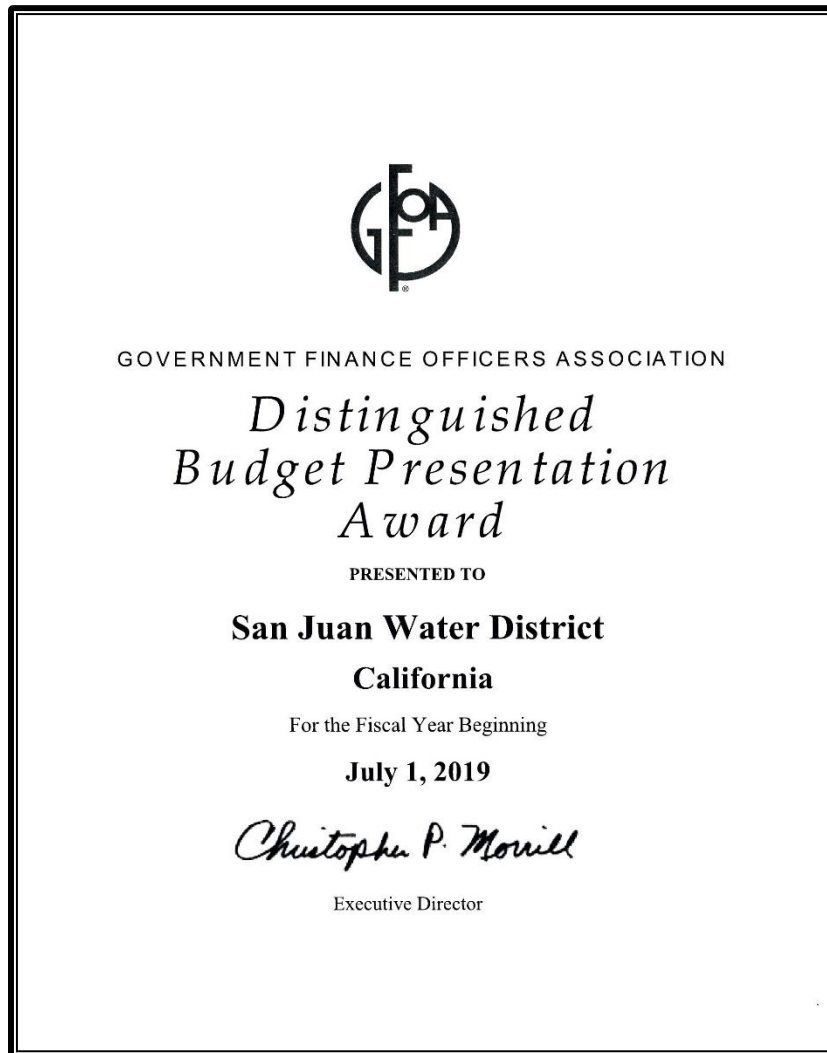 GFOA
®
GOVERNMENT FINANCE OFFICERS ASSOCIATION
Distinguished
Budget Presentation
Award
PRESENTED TO
San Juan Water District
California
For the Fiscal Year Beginning
July 1, 2019
Christopher P. Morrill
Executive Director